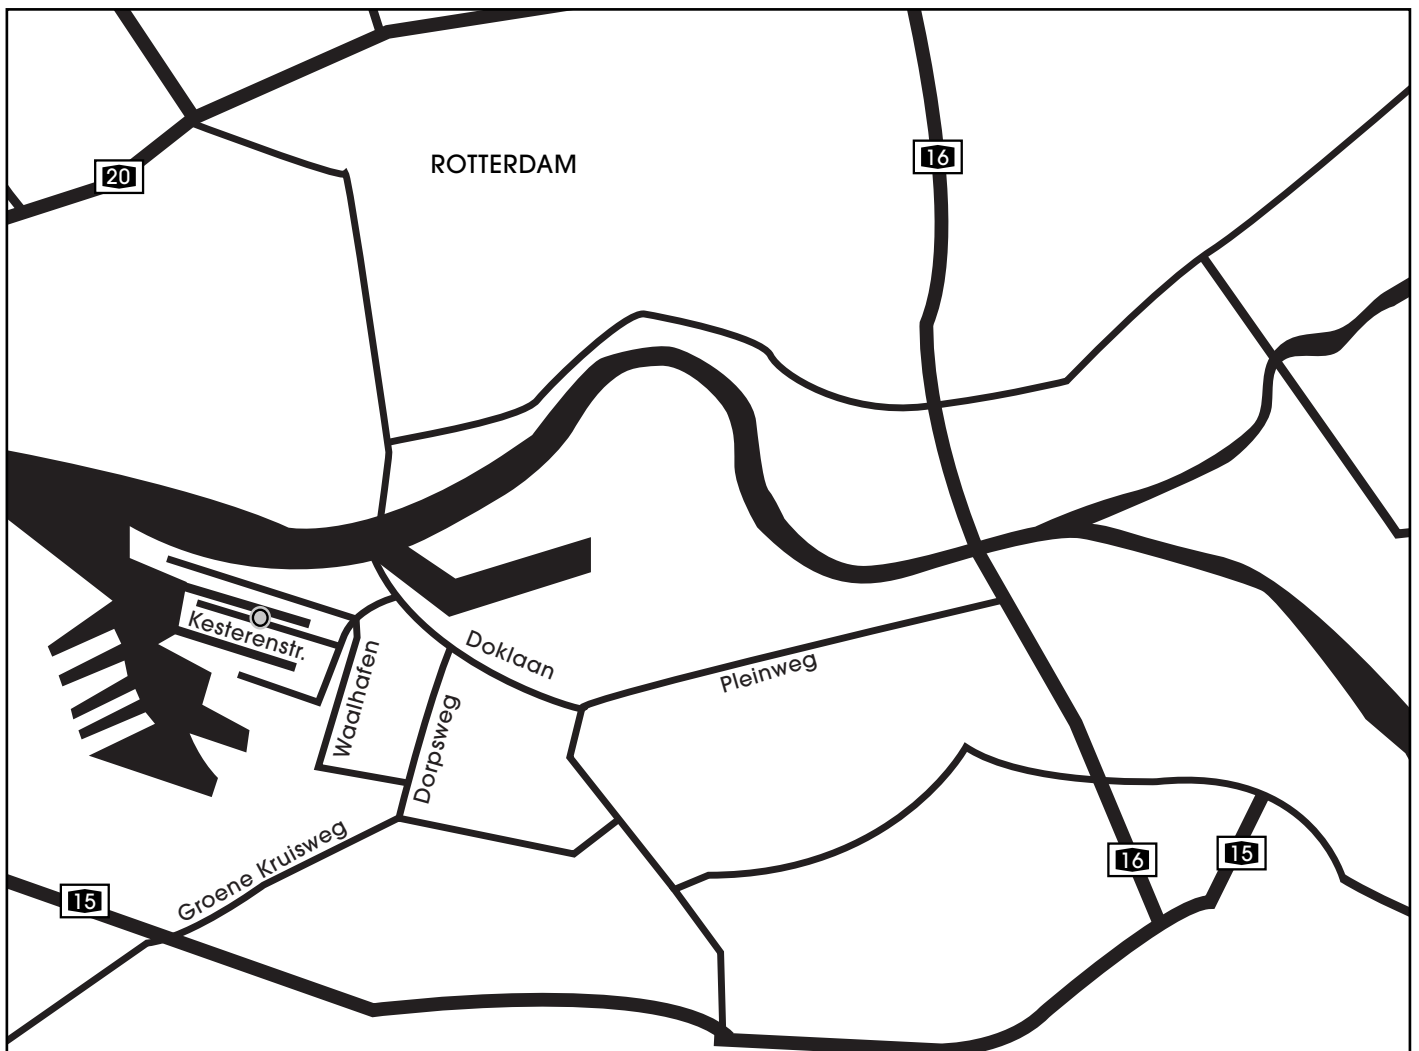 ROTTERDAM
16
20
Kesterenstr.
Doklaan
Waalhafen
Pleinweg
Dorpsweg
Groene Kruisweg
16
15
15